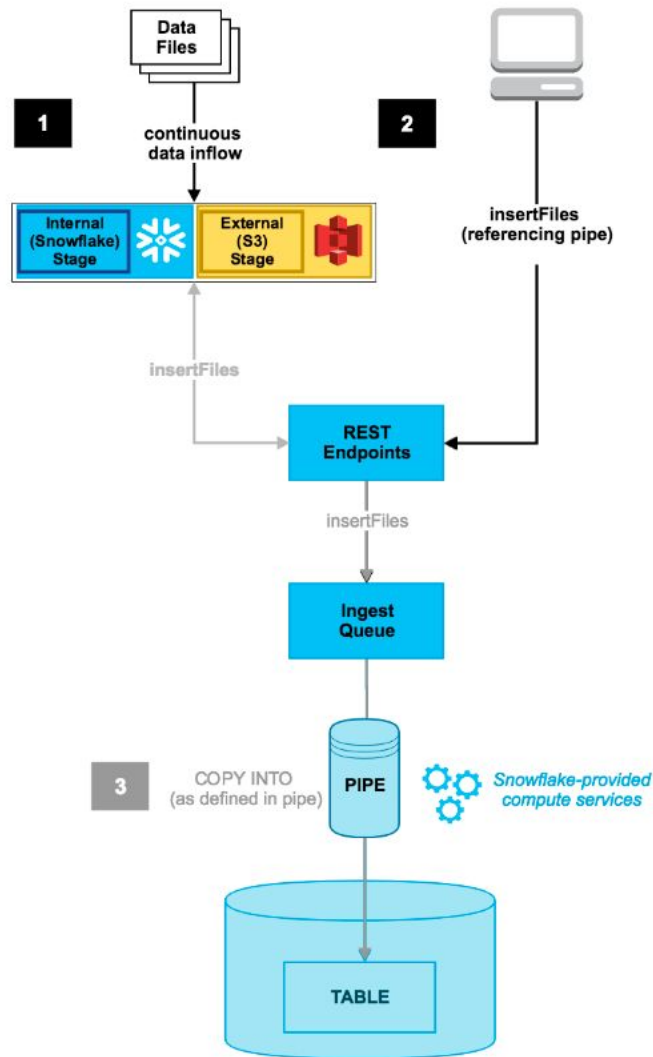 Data
Files
1
2
continuous
data inflow
insertFiles
(referencing pipe)
Internal
(Snowflake)
Stage
External
(S3)
Stage
insertFiles
REST
Endpoints
insertFiles
Ingest
Queue
3
COPY INTO
(as defined in pipe)
PIPE
Snowflake-provided
compute services
TABLE